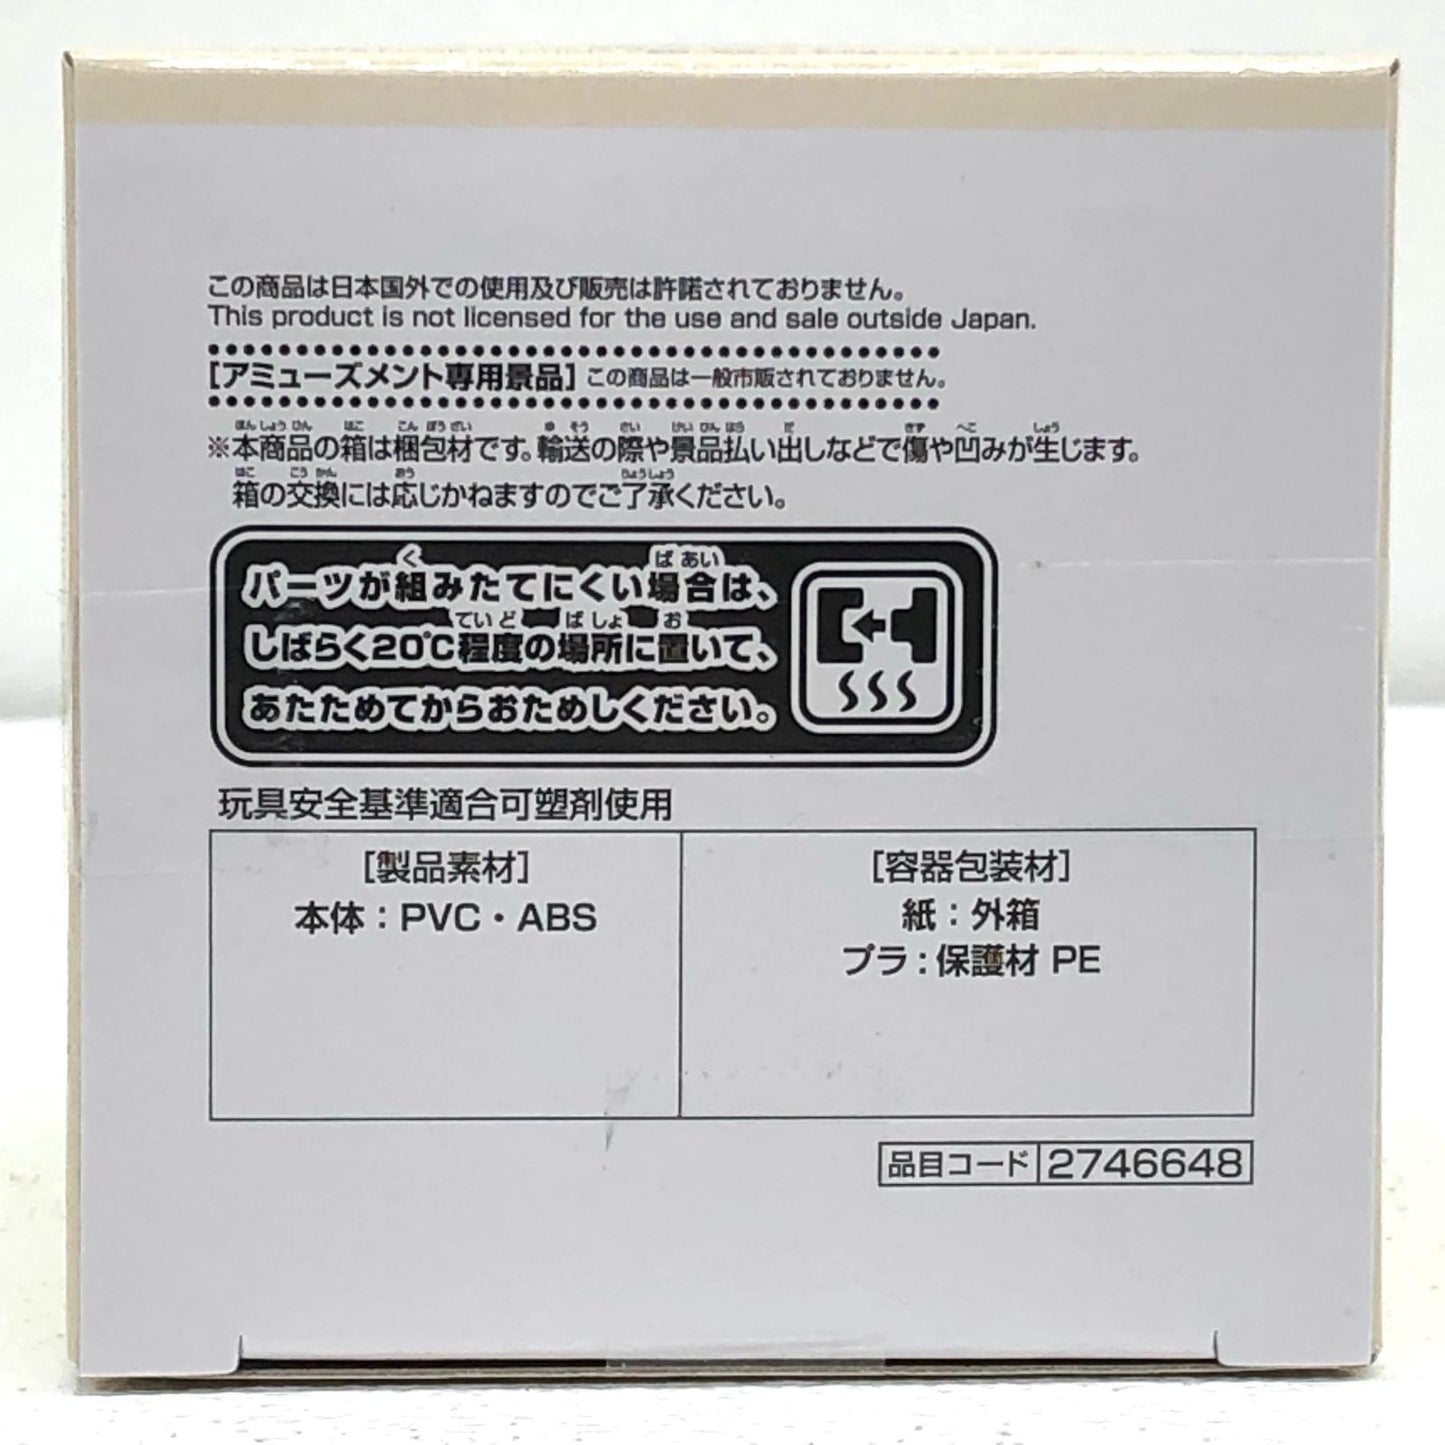 この商品は日本国外での使用及び販売は許諾されておりません。
This product is not licensed for the use and sale outside Japan.
[アミューズメント専用景品] この商品は一般市販されておりません。
※本商品の箱は梱包材です。輸送の際や景品払い出しなどで傷や凹みが生じます。
箱の交換には応じかねますのでご了承ください。
パーツが組みたてにくい場合は、
しばらく20℃程度の場所に置いて、
あたためてからおためしください。
玩具安全基準適合可塑剤使用
[製品素材]
本体：PVC・ABS
[容器包装材]
紙：外箱
プラ：保護材 PE
品目コード 2746648